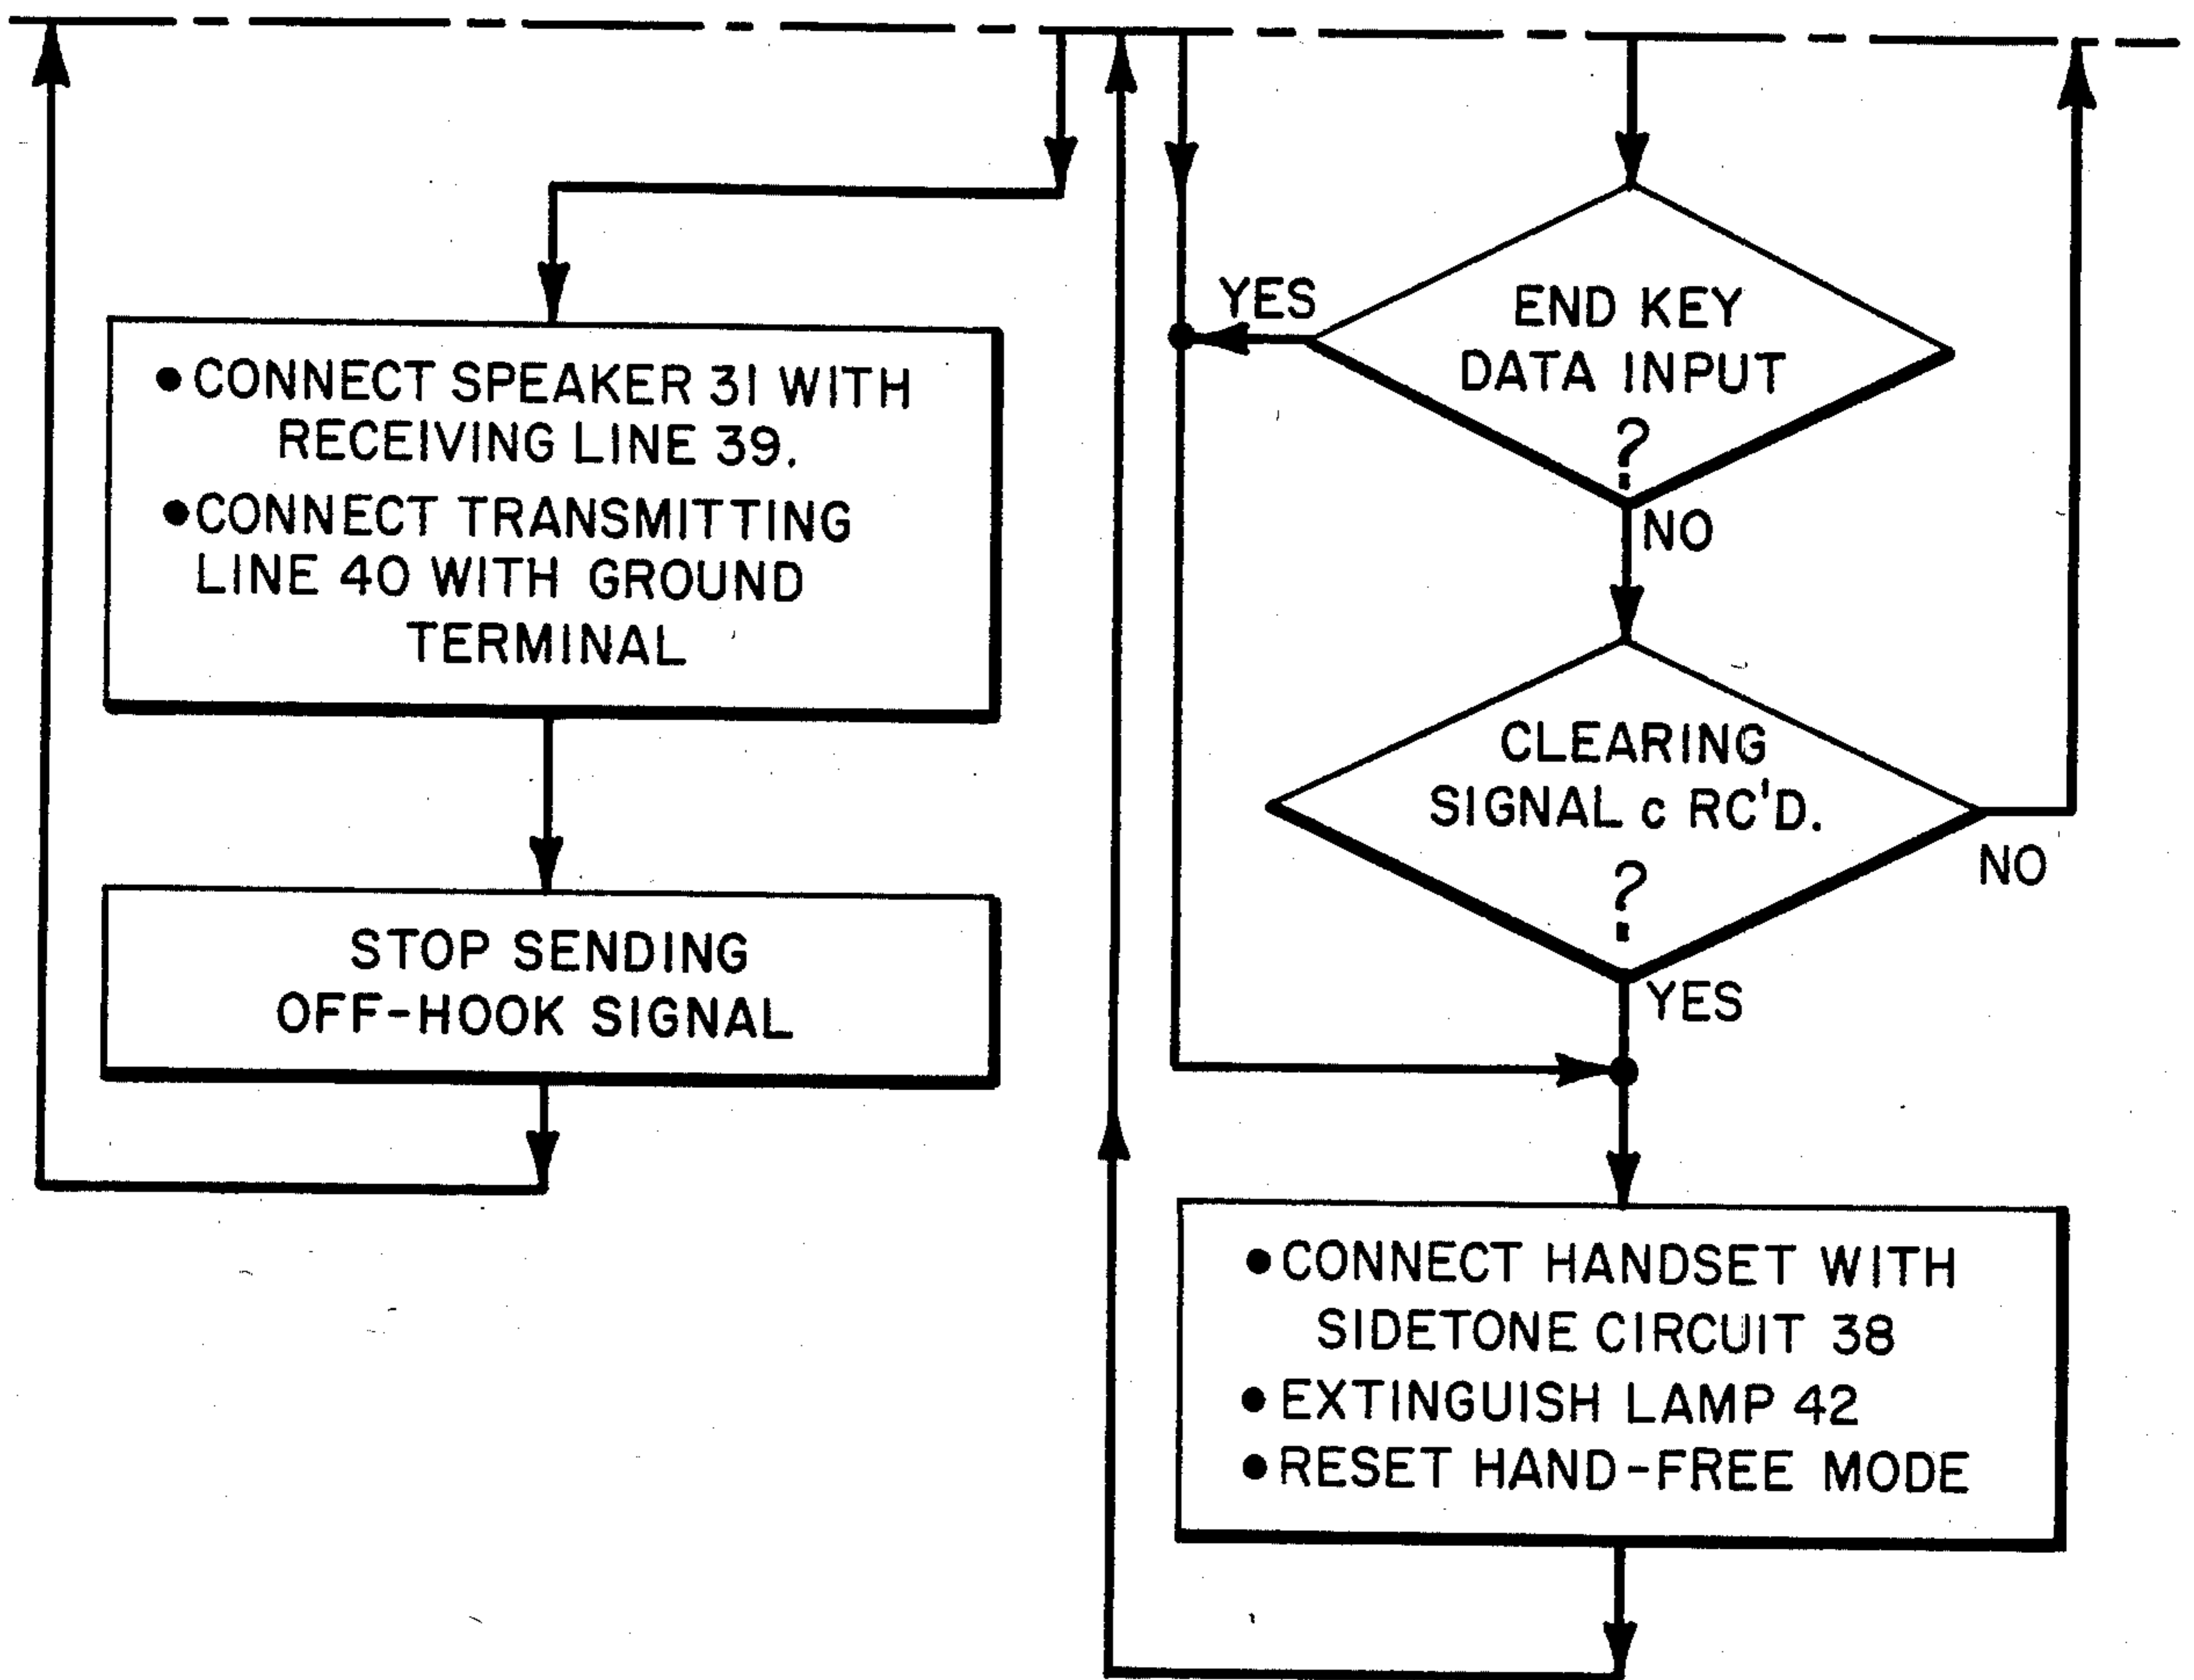 ● CONNECT SPEAKER 31 WITH
RECEIVING LINE 39.
● CONNECT TRANSMITTING
LINE 40 WITH GROUND
TERMINAL
STOP SENDING
OFF-HOOK SIGNAL
END KEY
DATA INPUT
?
YES
NO
CLEARING
SIGNAL c RC'D.
?
NO
YES
● CONNECT HANDSET WITH
SIDETONE CIRCUIT 38
● EXTINGUISH LAMP 42
● RESET HAND-FREE MODE